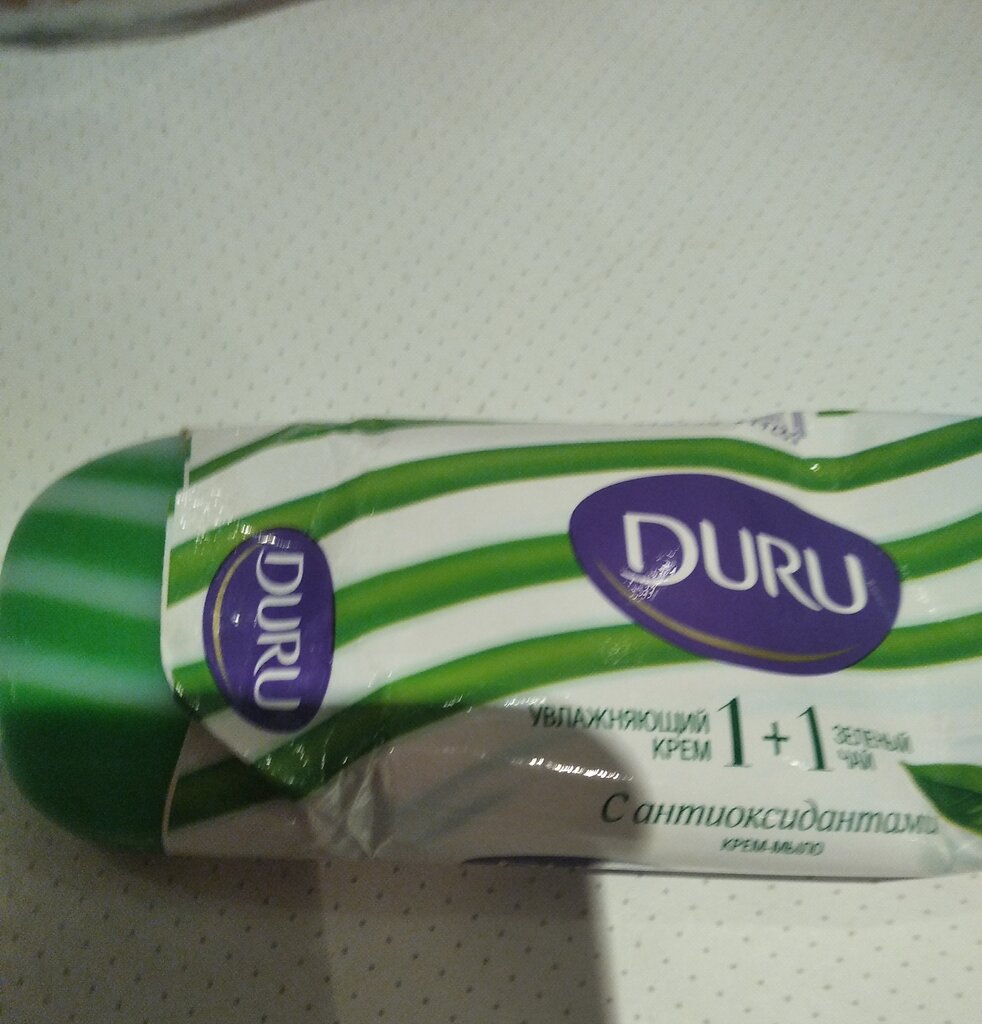 DURU
DURU
УВЛАЖНЯЮЩИЙ
КРЕМ
1+1
ЗЕЛЕНЫЙ
ЧАЙ
С антиоксидантами
КРЕМ-МЫЛО